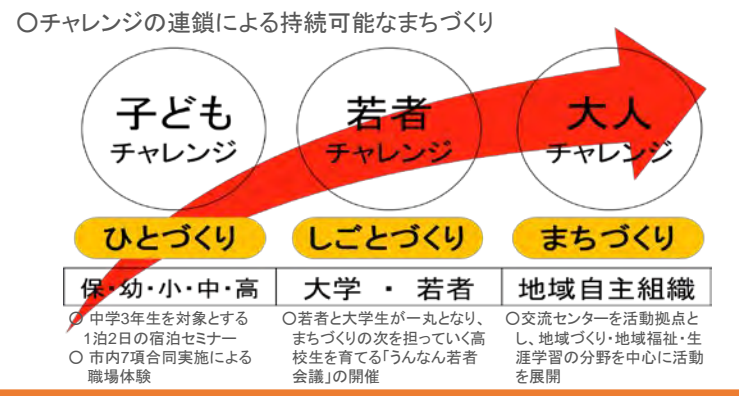 〇チャレンジの連鎖による持続可能なまちづくり
子ども
チャレンジ
若者
チャレンジ
大人
チャレンジ
ひとづくり
しごとづくり
まちづくり
保・幼・小・中・高
大学 ・ 若者
地域自主組織
〇 中学3年生を対象とする
1泊2日の宿泊セミナー
〇 市内7項合同実施による
職場体験
〇若者と大学生が一丸となり、
まちづくりの次を担っていく高
校生を育てる「うんなん若者
会議」の開催
〇交流センターを活動拠点と
し、地域づくり・地域福祉・生
涯学習の分野を中心に活動
を展開